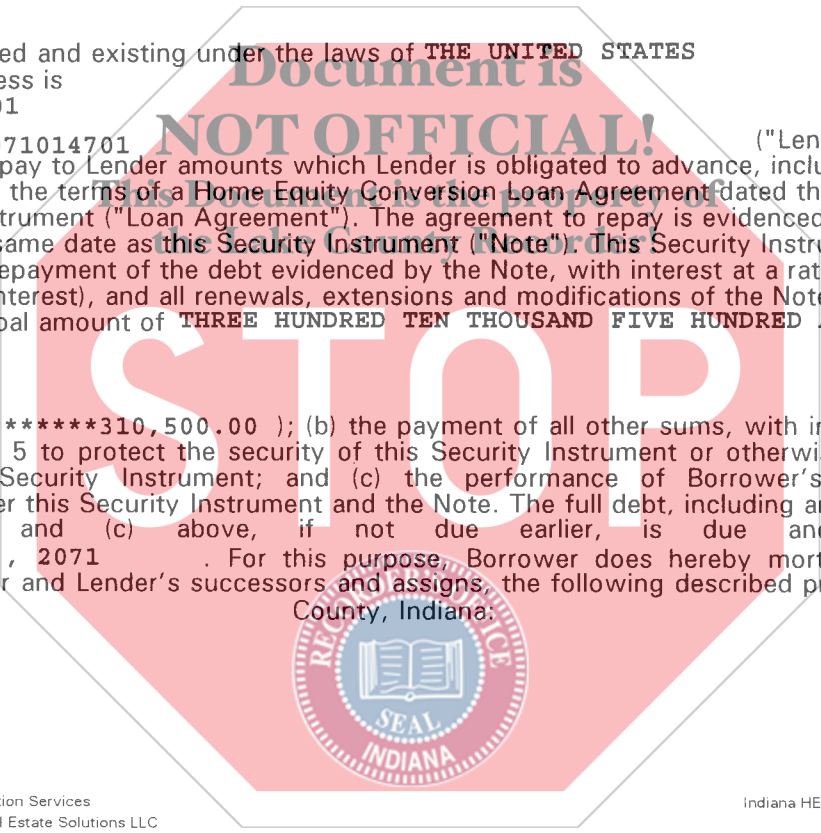 ed and existing under the laws of THE UNITED STATES
Document is
ess is
01
NOT OFFICIAL!
071014701 ("Len
pay to Lender amounts which Lender is obligated to advance, inclu
the terms of a Home Equity Conversion Loan Agreement dated th
This Document is the property of
strument ("Loan Agreement"). The agreement to repay is evidenced
same date as this Security Instrument ("Note"). This Security Instru
the Lake County Recorder!
epayment of the debt evidenced by the Note, with interest at a rat
nterest), and all renewals, extensions and modifications of the Note
pal amount of THREE HUNDRED TEN THOUSAND FIVE HUNDRED
STOP
******310,500.00 ); (b) the payment of all other sums, with in
5 to protect the security of this Security Instrument or otherwi
Security Instrument; and (c) the performance of Borrower's
er this Security Instrument and the Note. The full debt, including a
and (c) above, if not due earlier, is due an
, 2071 . For this purpose, Borrower does hereby mort
r and Lender's successors and assigns, the following described p
County, Indiana:
RECORDER'S OFFICE
SEAL
INDIANA
tion Services
Indiana HE
l Estate Solutions LLC